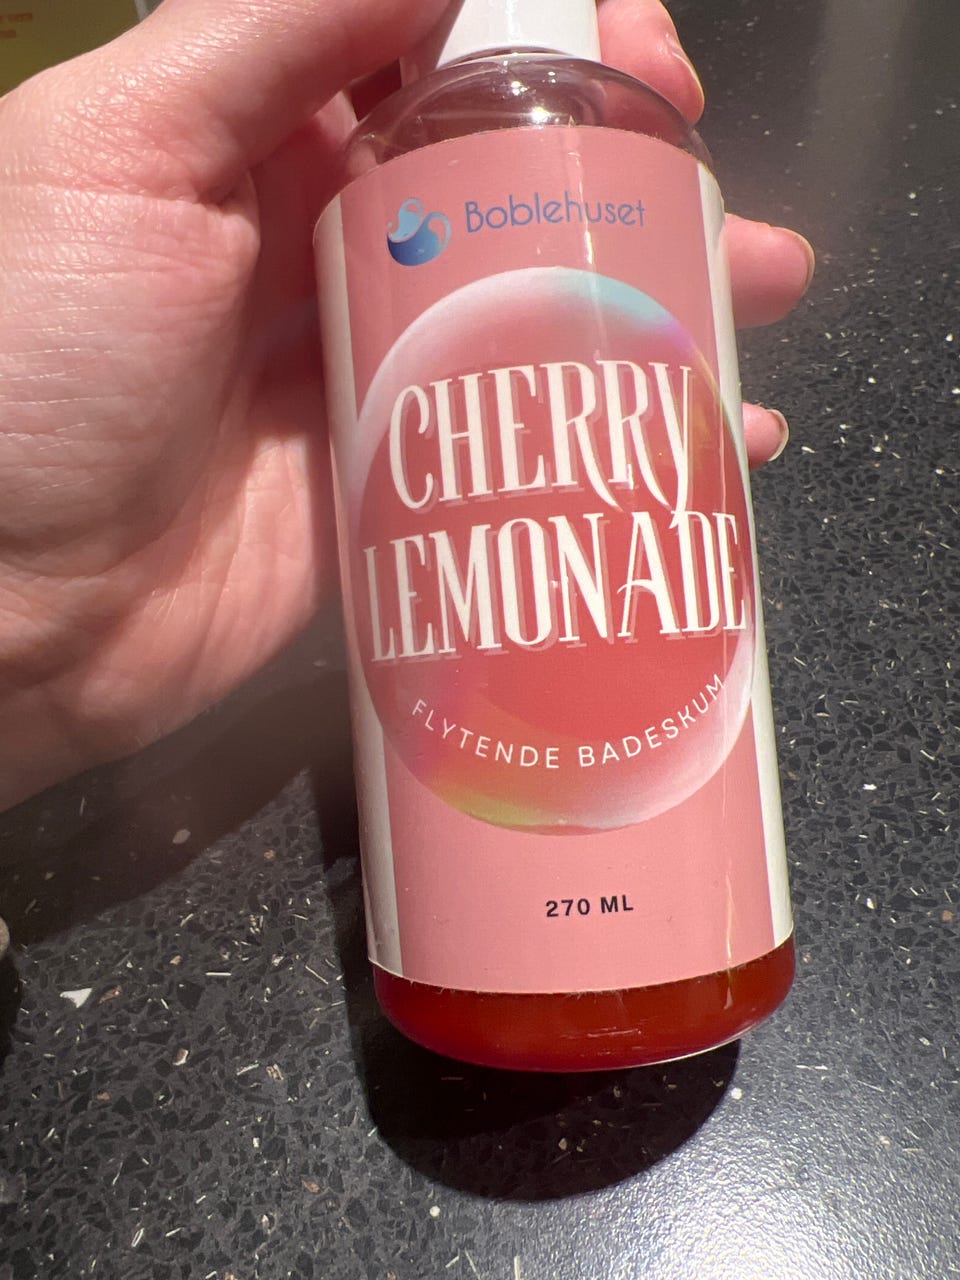 Boblehuset
CHERRY
LEMONADE
FLYTENDE BADESKUM
270 ML